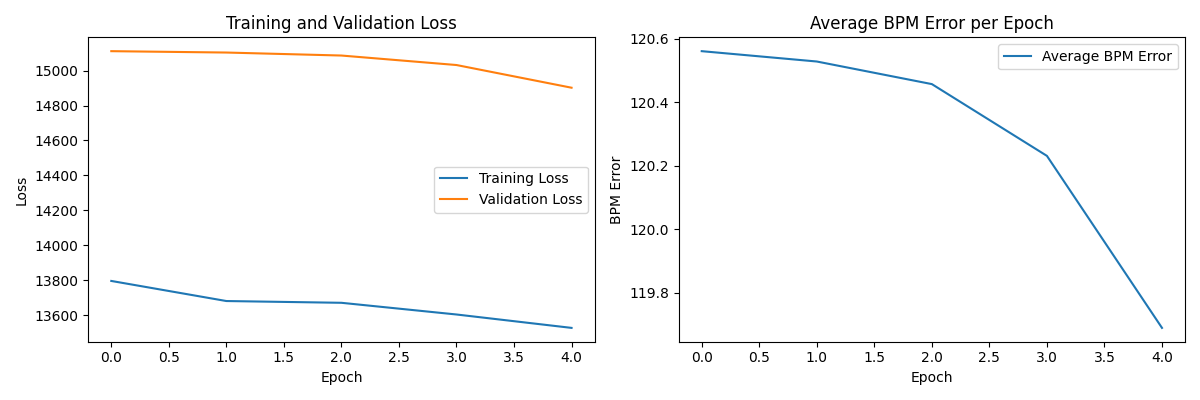 Training and Validation Loss
Loss
15000
14800
14600
14400
14200
14000
13800
13600
Training Loss
Validation Loss
0.0 0.5 1.0 1.5 2.0 2.5 3.0 3.5 4.0
Epoch
Average BPM Error per Epoch
BPM Error
120.6
120.4
120.2
120.0
119.8
Average BPM Error
0.0 0.5 1.0 1.5 2.0 2.5 3.0 3.5 4.0
Epoch